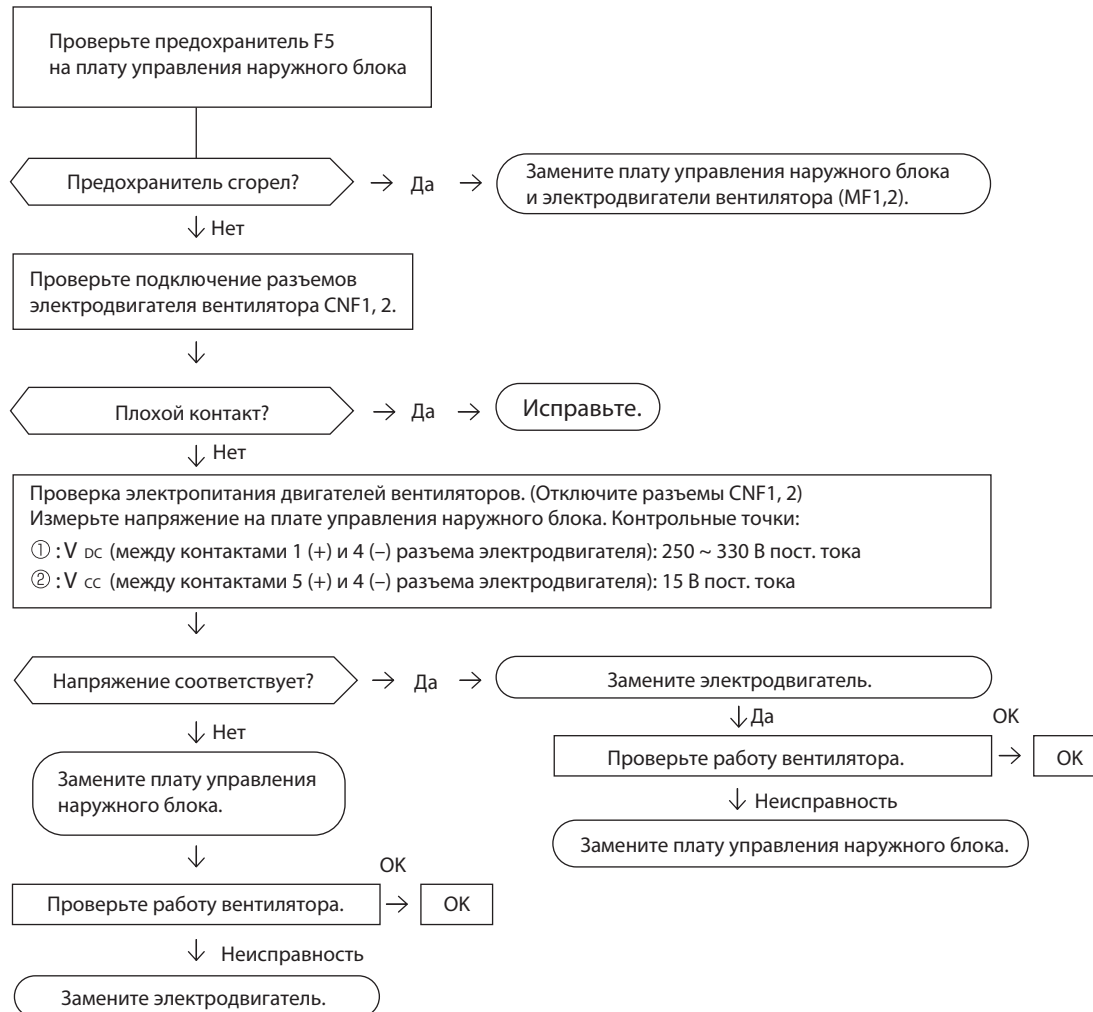 Проверьте предохранитель F5
на плату управления наружного блока
Предохранитель сгорел?
Да
Замените плату управления наружного блока
и электродвигатели вентилятора (MF1,2).
Нет
Проверьте подключение разъемов
электродвигателя вентилятора CNF1, 2.
Плохой контакт?
Да
Исправьте.
Нет
Проверка электропитания двигателей вентиляторов. (Отключите разъемы CNF1, 2)
Измерьте напряжение на плате управления наружного блока. Контрольные точки:
① : V DC (между контактами 1 (+) и 4 (–) разъема электродвигателя): 250 ~ 330 В пост. тока
② : V CC (между контактами 5 (+) и 4 (–) разъема электродвигателя): 15 В пост. тока
Напряжение соответствует?
Да
Замените электродвигатель.
Да
OK
Проверьте работу вентилятора.
OK
Неисправность
Замените плату управления наружного блока.
Нет
Замените плату управления
наружного блока.
OK
Проверьте работу вентилятора.
OK
Неисправность
Замените электродвигатель.